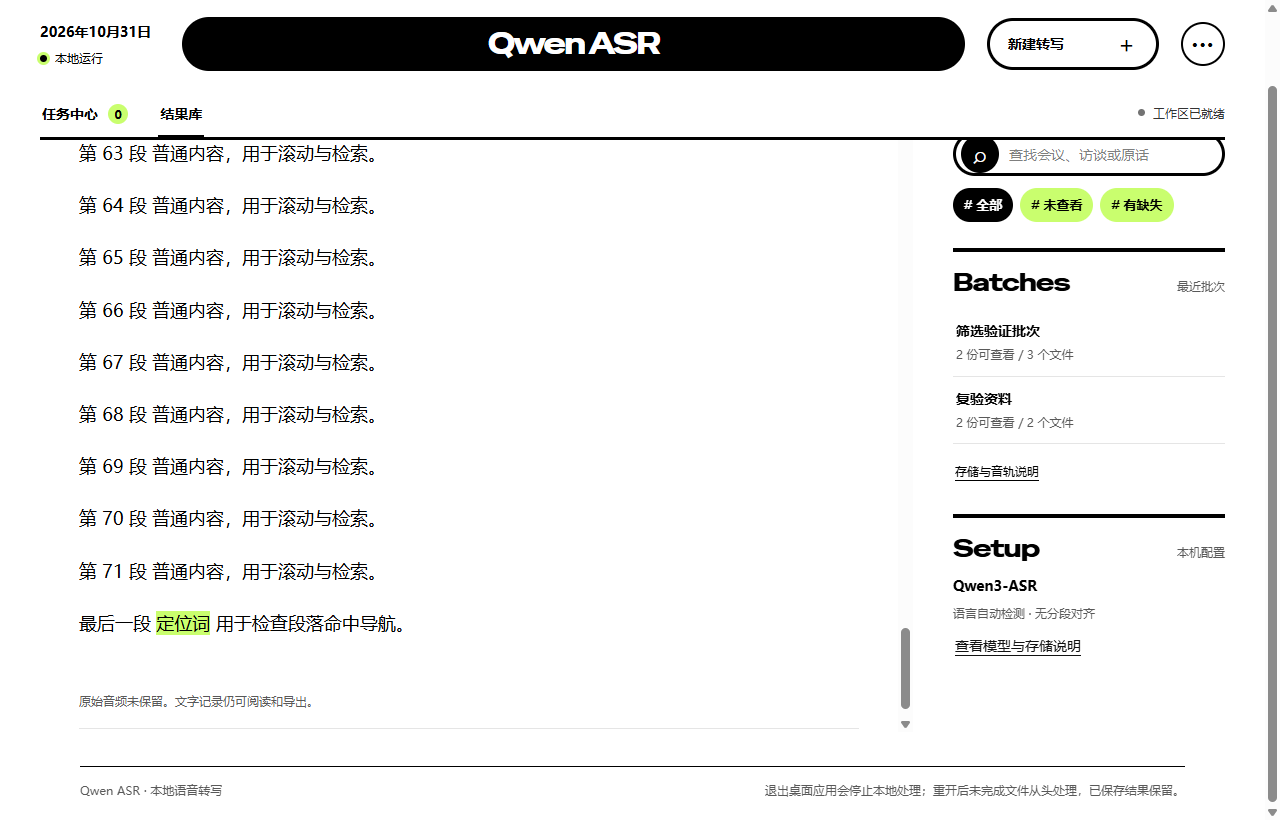 2026年10月31日
本地运行
Qwen ASR
新建转写 +
任务中心 0
结果库
工作区已就绪
第 63 段 普通内容，用于滚动与检索。
第 64 段 普通内容，用于滚动与检索。
第 65 段 普通内容，用于滚动与检索。
第 66 段 普通内容，用于滚动与检索。
第 67 段 普通内容，用于滚动与检索。
第 68 段 普通内容，用于滚动与检索。
第 69 段 普通内容，用于滚动与检索。
第 70 段 普通内容，用于滚动与检索。
第 71 段 普通内容，用于滚动与检索。
最后一段 定位词 用于检查段落命中导航。
原始音频未保留。文字记录仍可阅读和导出。
查找会议、访谈或原话
# 全部 # 未查看 # 有缺失
Batches 最近批次
筛选验证批次
2 份可查看 / 3 个文件
复验资料
2 份可查看 / 2 个文件
存储与音轨说明
Setup 本机配置
Qwen3-ASR
语言自动检测 · 无分段对齐
查看模型与存储说明
Qwen ASR · 本地语音转写
退出桌面应用会停止本地处理；重开后未完成文件从头处理，已保存结果保留。